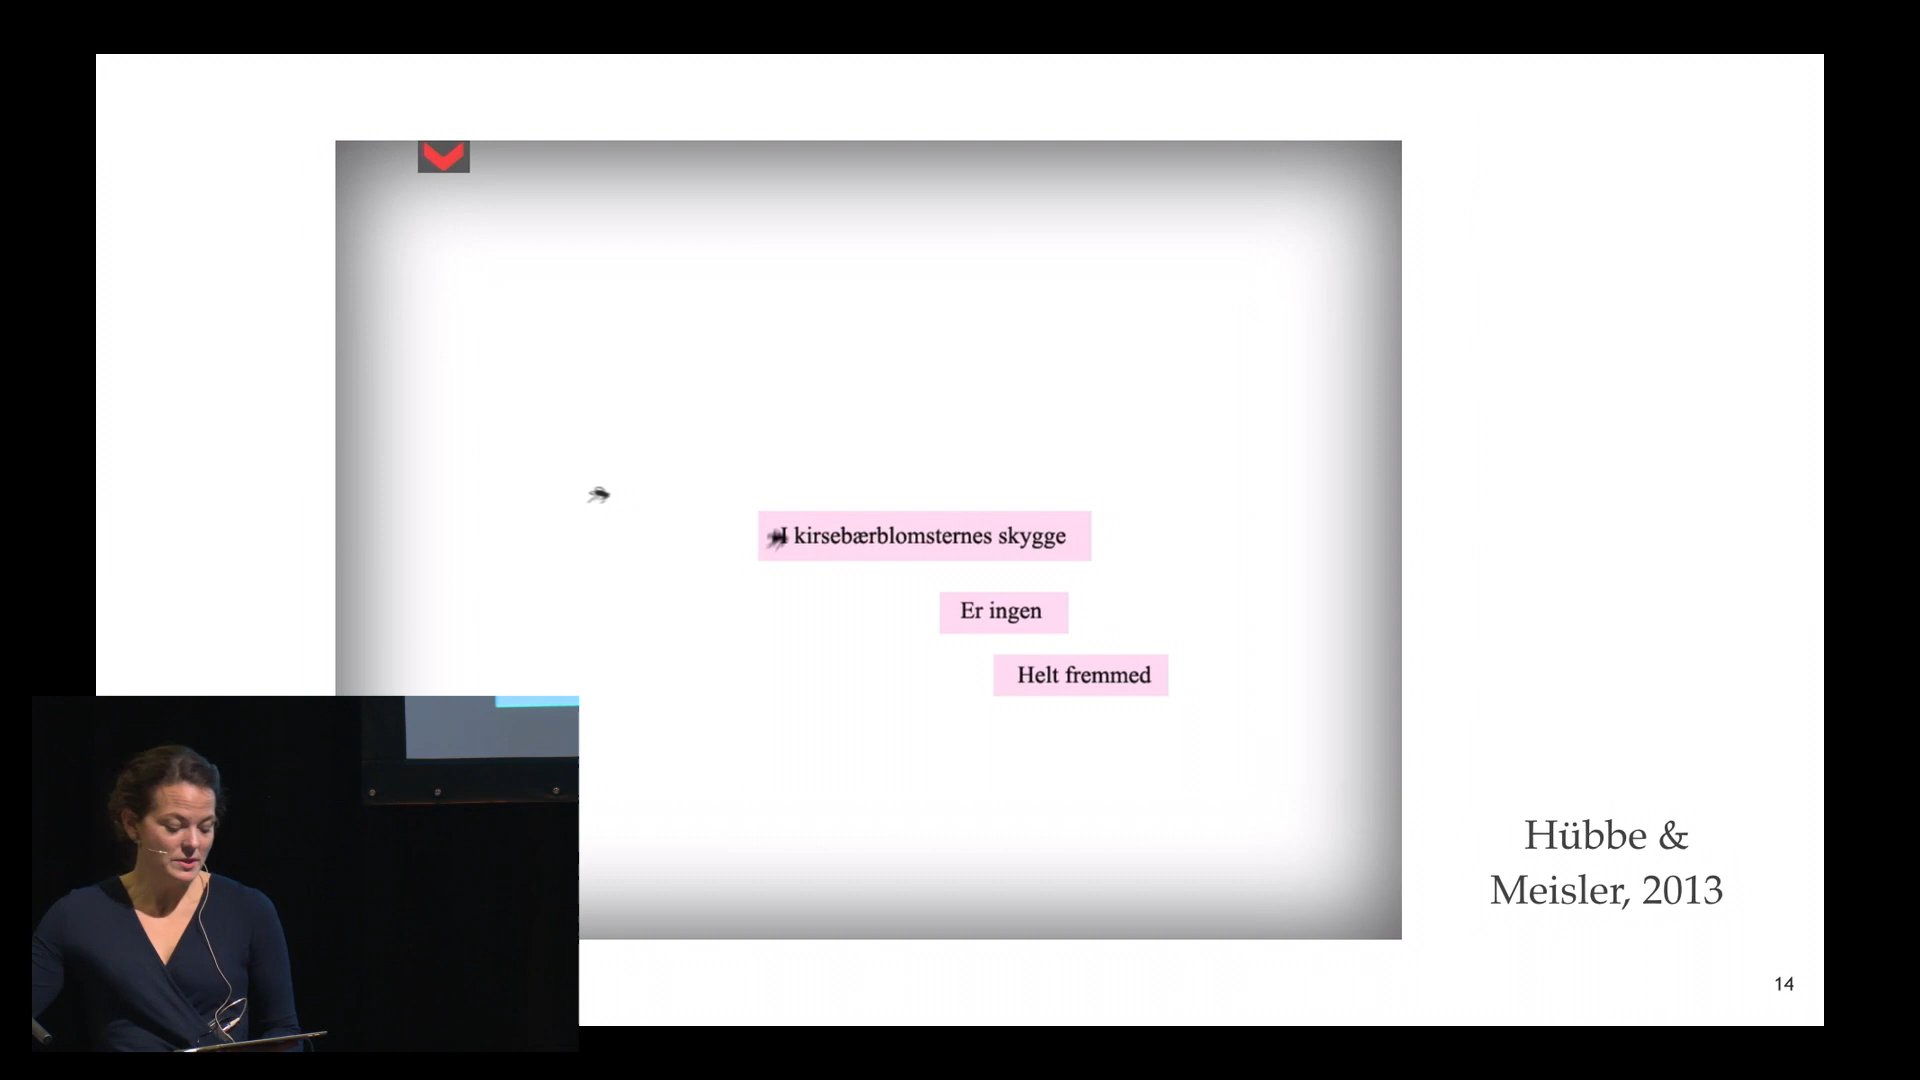 I kirsebærblomsternes skygge
Er ingen
Helt fremmed
Hübbe &
Meisler, 2013
14